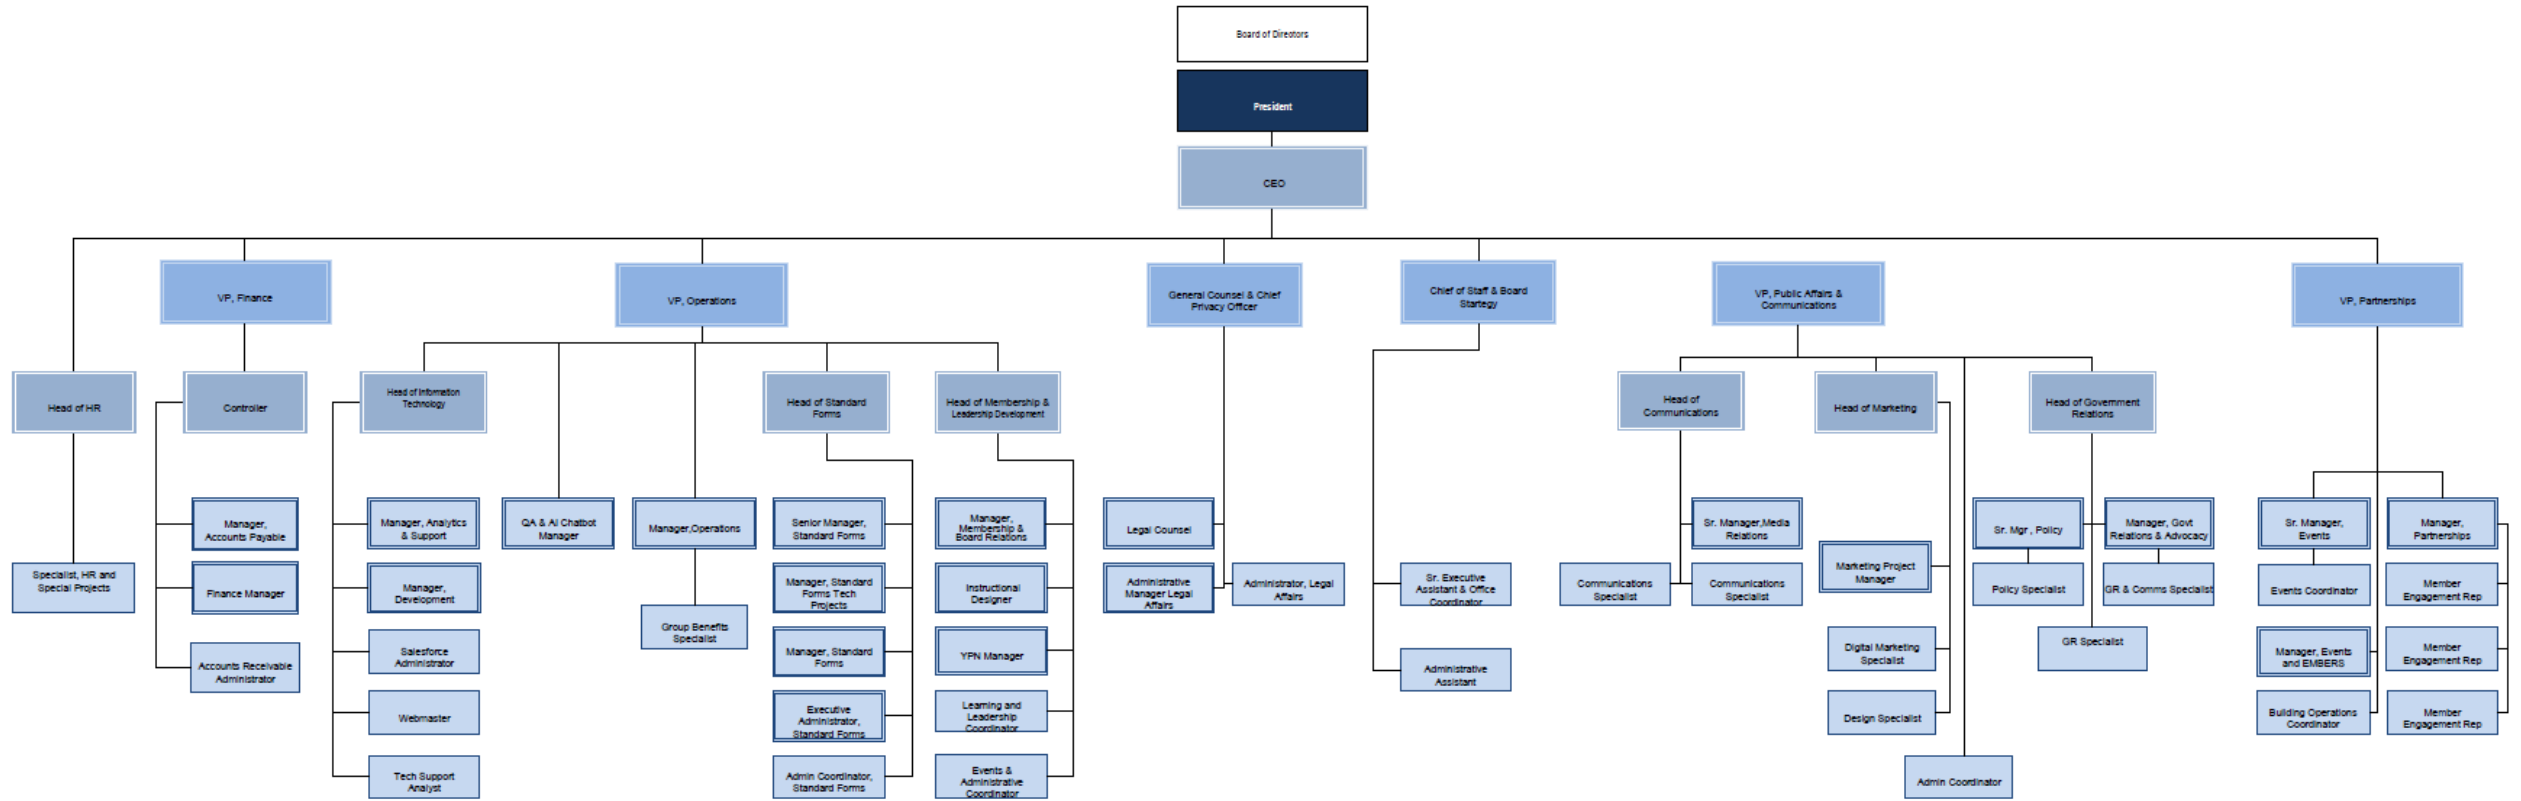 Board of Directors
President
CEO
VP, Finance
VP, Operations
General Counsel & Chief
Privacy Officer
Chief of Staff & Board
Startegy
VP, Public Affairs &
Communications
VP, Partnerships
Head of HR
Controller
Head of Information
Technology
Head of Standard
Forms
Head of Membership &
Leadership Development
Head of
Communications
Head of Marketing
Head of Government
Relations
Manager,
Accounts Payable
Manager, Analytics
& Support
QA & AI Chatbot
Manager
Manager,Operations
Senior Manager,
Standard Forms
Manager,
Membership &
Board Relations
Legal Counsel
Sr. Manager,Media
Relations
Sr. Mgr , Policy
Manager, Govt
Relations & Advocacy
Sr. Manager,
Events
Manager,
Partnerships
Specialist, HR and
Special Projects
Finance Manager
Manager,
Development
Manager, Standard
Forms Tech
Projects
Instructional
Designer
Administrative
Manager Legal
Affairs
Administrator, Legal
Affairs
Sr. Executive
Assistant & Office
Coordinator
Communications
Specialist
Communications
Specialist
Marketing Project
Manager
Policy Specialist
GR & Comms Specialist
Events Coordinator
Member
Engagement Rep
Accounts Receivable
Administrator
Salesforce
Administrator
Group Benefits
Specialist
Manager, Standard
Forms
YPN Manager
Administrative
Assistant
Digital Marketing
Specialist
GR Specialist
Manager, Events
and EMBERS
Member
Engagement Rep
Webmaster
Executive
Administrator,
Standard Forms
Learning and
Leadership
Coordinator
Design Specialist
Building Operations
Coordinator
Member
Engagement Rep
Tech Support
Analyst
Admin Coordinator,
Standard Forms
Events &
Administrative
Coordinator
Admin Coordinator